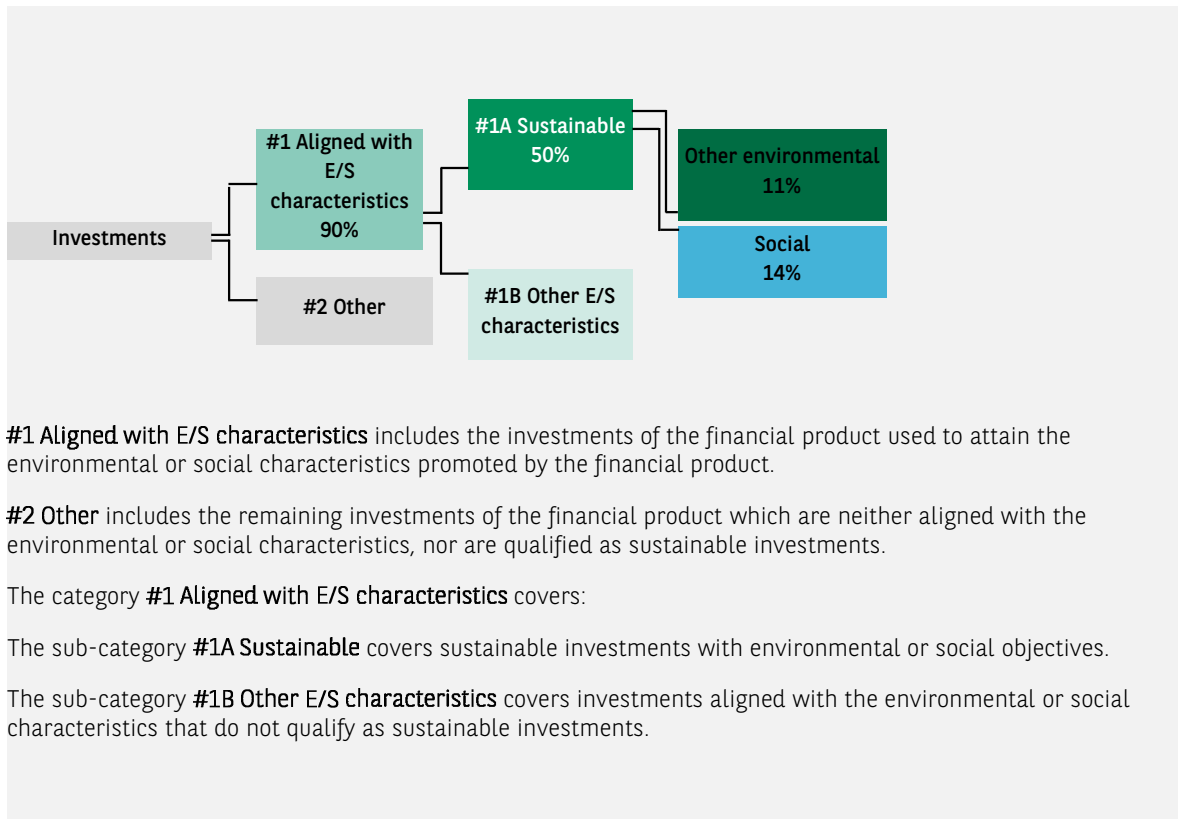 Investments
#1 Aligned with
E/S
characteristics
90%
#2 Other
#1A Sustainable
50%
#1B Other E/S
characteristics
Other environmental
11%
Social
14%
#1 Aligned with E/S characteristics includes the investments of the financial product used to attain the
environmental or social characteristics promoted by the financial product.
#2 Other includes the remaining investments of the financial product which are neither aligned with the
environmental or social characteristics, nor are qualified as sustainable investments.
The category #1 Aligned with E/S characteristics covers:
The sub-category #1A Sustainable covers sustainable investments with environmental or social objectives.
The sub-category #1B Other E/S characteristics covers investments aligned with the environmental or social
characteristics that do not qualify as sustainable investments.